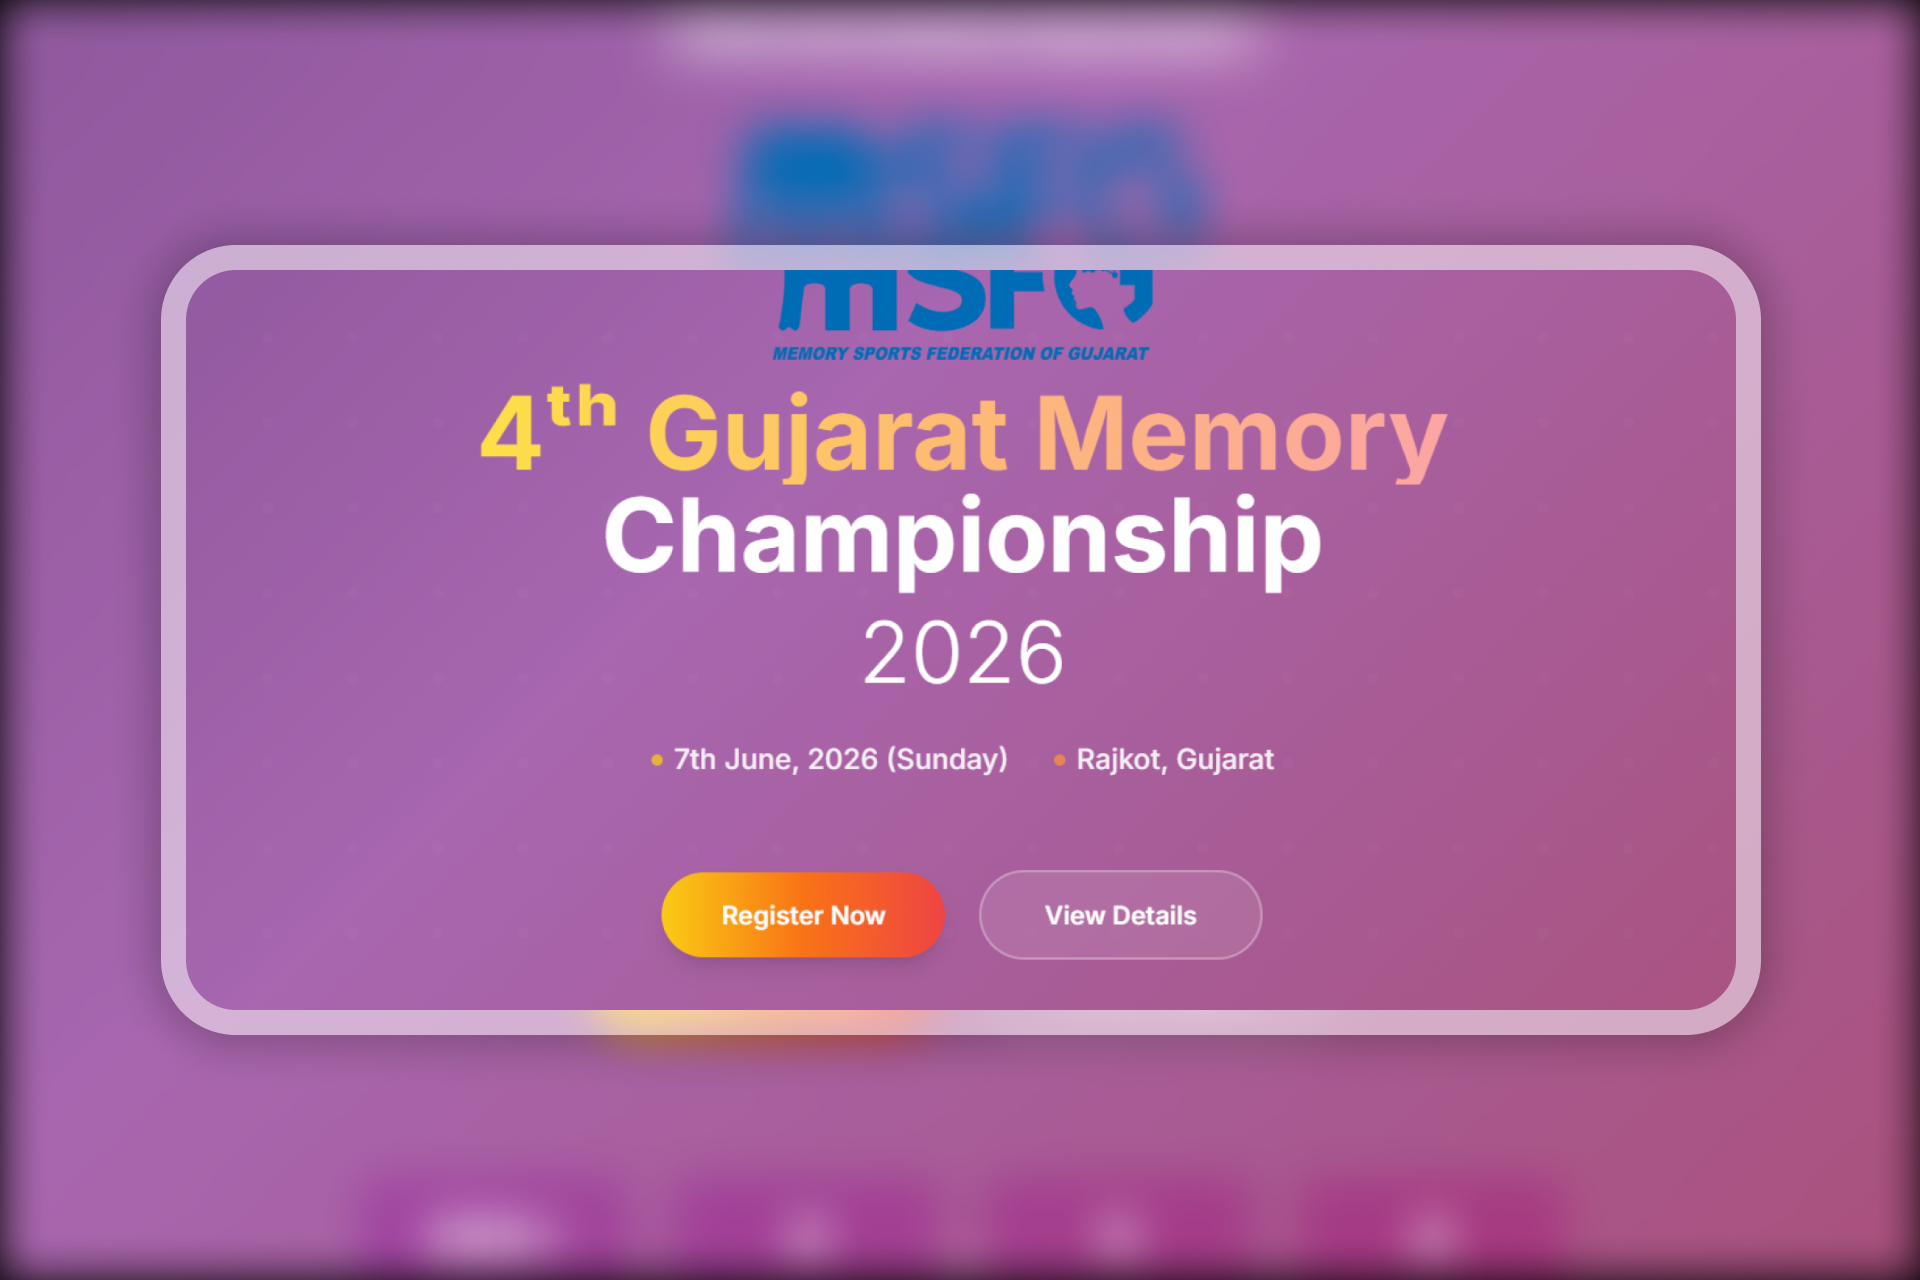 mSFG
MEMORY SPORTS FEDERATION OF GUJARAT
4th Gujarat Memory
Championship
2026
7th June, 2026 (Sunday)
Rajkot, Gujarat
Register Now
View Details